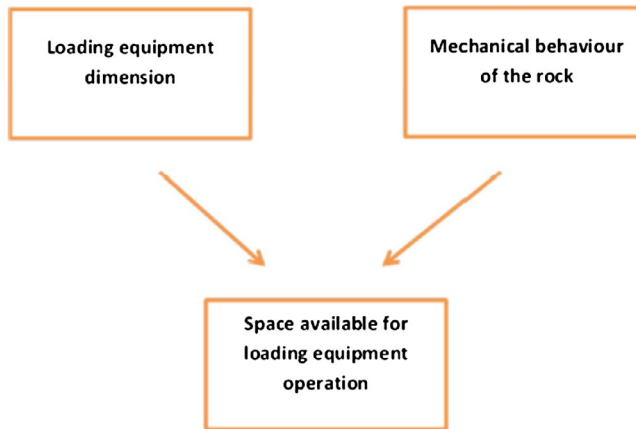 Loading equipment
dimension
Mechanical behaviour
of the rock
Space available for
loading equipment
operation